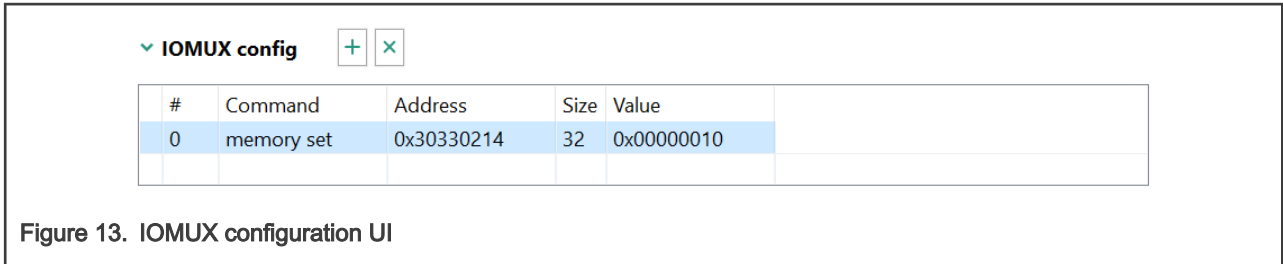 IOMUX config
# Command Address Size Value
0 memory set 0x30330214 32 0x00000010
Figure 13. IOMUX configuration UI